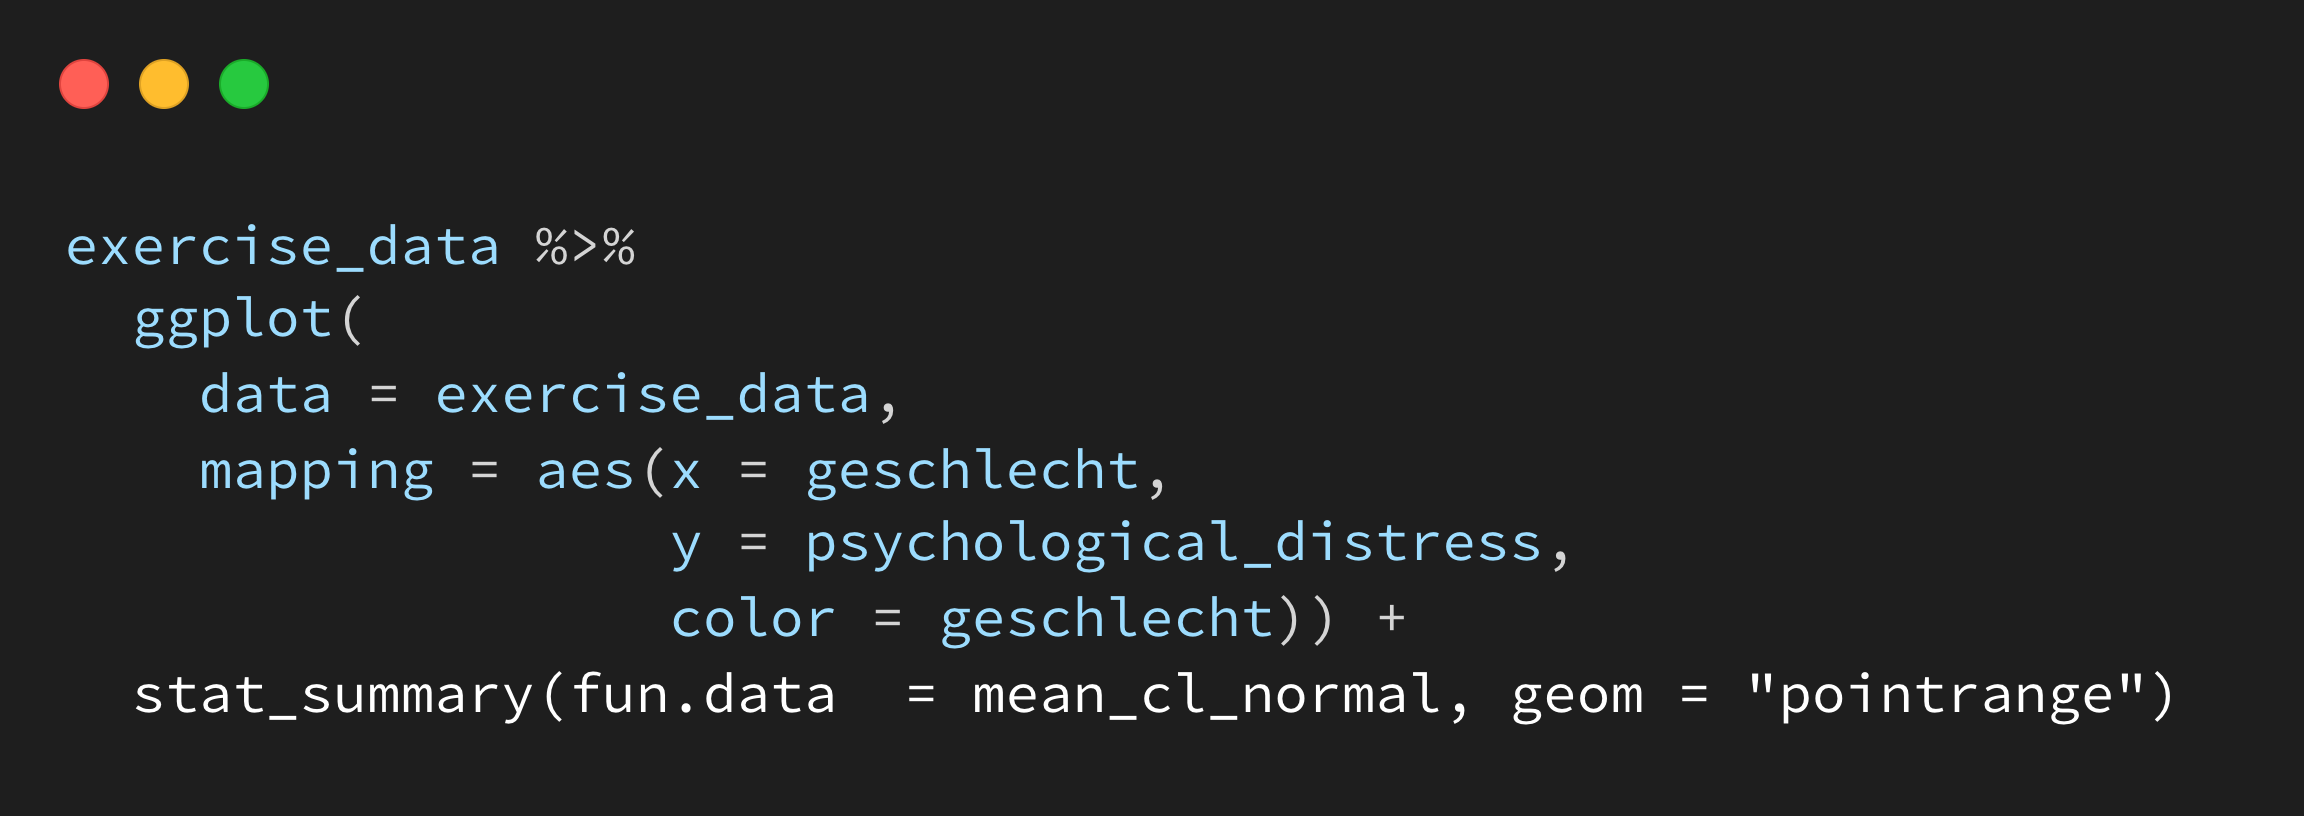 exercise_data %>%
  ggplot(
    data = exercise_data,
    mapping = aes(x = geschlecht,
                  y = psychological_distress,
                  color = geschlecht)) +
  stat_summary(fun.data  = mean_cl_normal, geom = "pointrange")